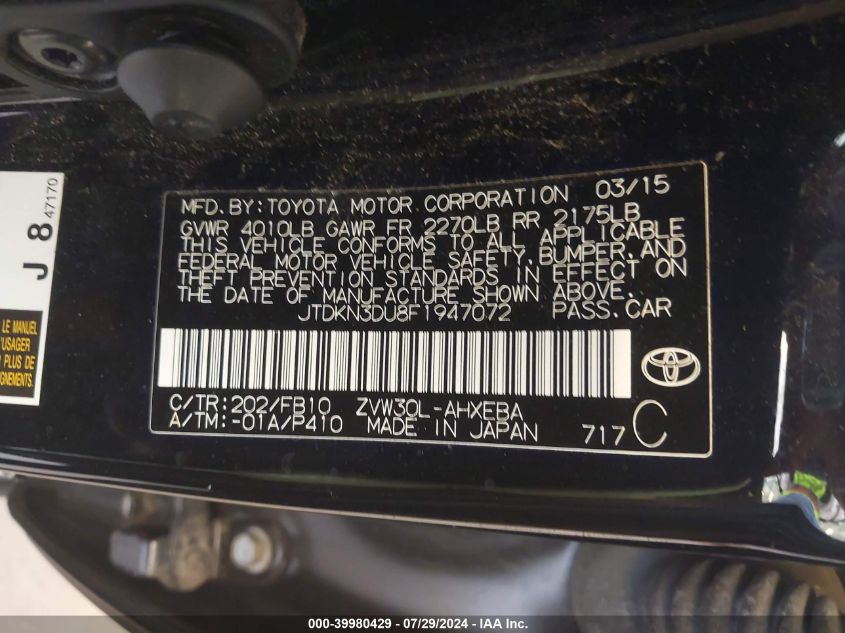 MFD. BY: TOYOTA MOTOR CORPORATION 03/15
GVWR 4010LB GAWR FR 2270LB RR 2175LB
THIS VEHICLE CONFORMS TO ALL APPLICABLE
FEDERAL MOTOR VEHICLE SAFETY, BUMPER, AND
THEFT PREVENTION STANDARDS IN EFFECT ON
THE DATE OF MANUFACTURE SHOWN ABOVE.
JTDKN3DU8F1947072 PASS. CAR
C/TR: 202/FB10 ZVW30L-AHXEBA
A/TM: -01A/P410 MADE IN JAPAN 717 C
J 8 47170
LE MANUEL
'USAGER
PLUS DE
GNEMENTS.
000-39980429 - 07/29/2024 - IAA Inc.